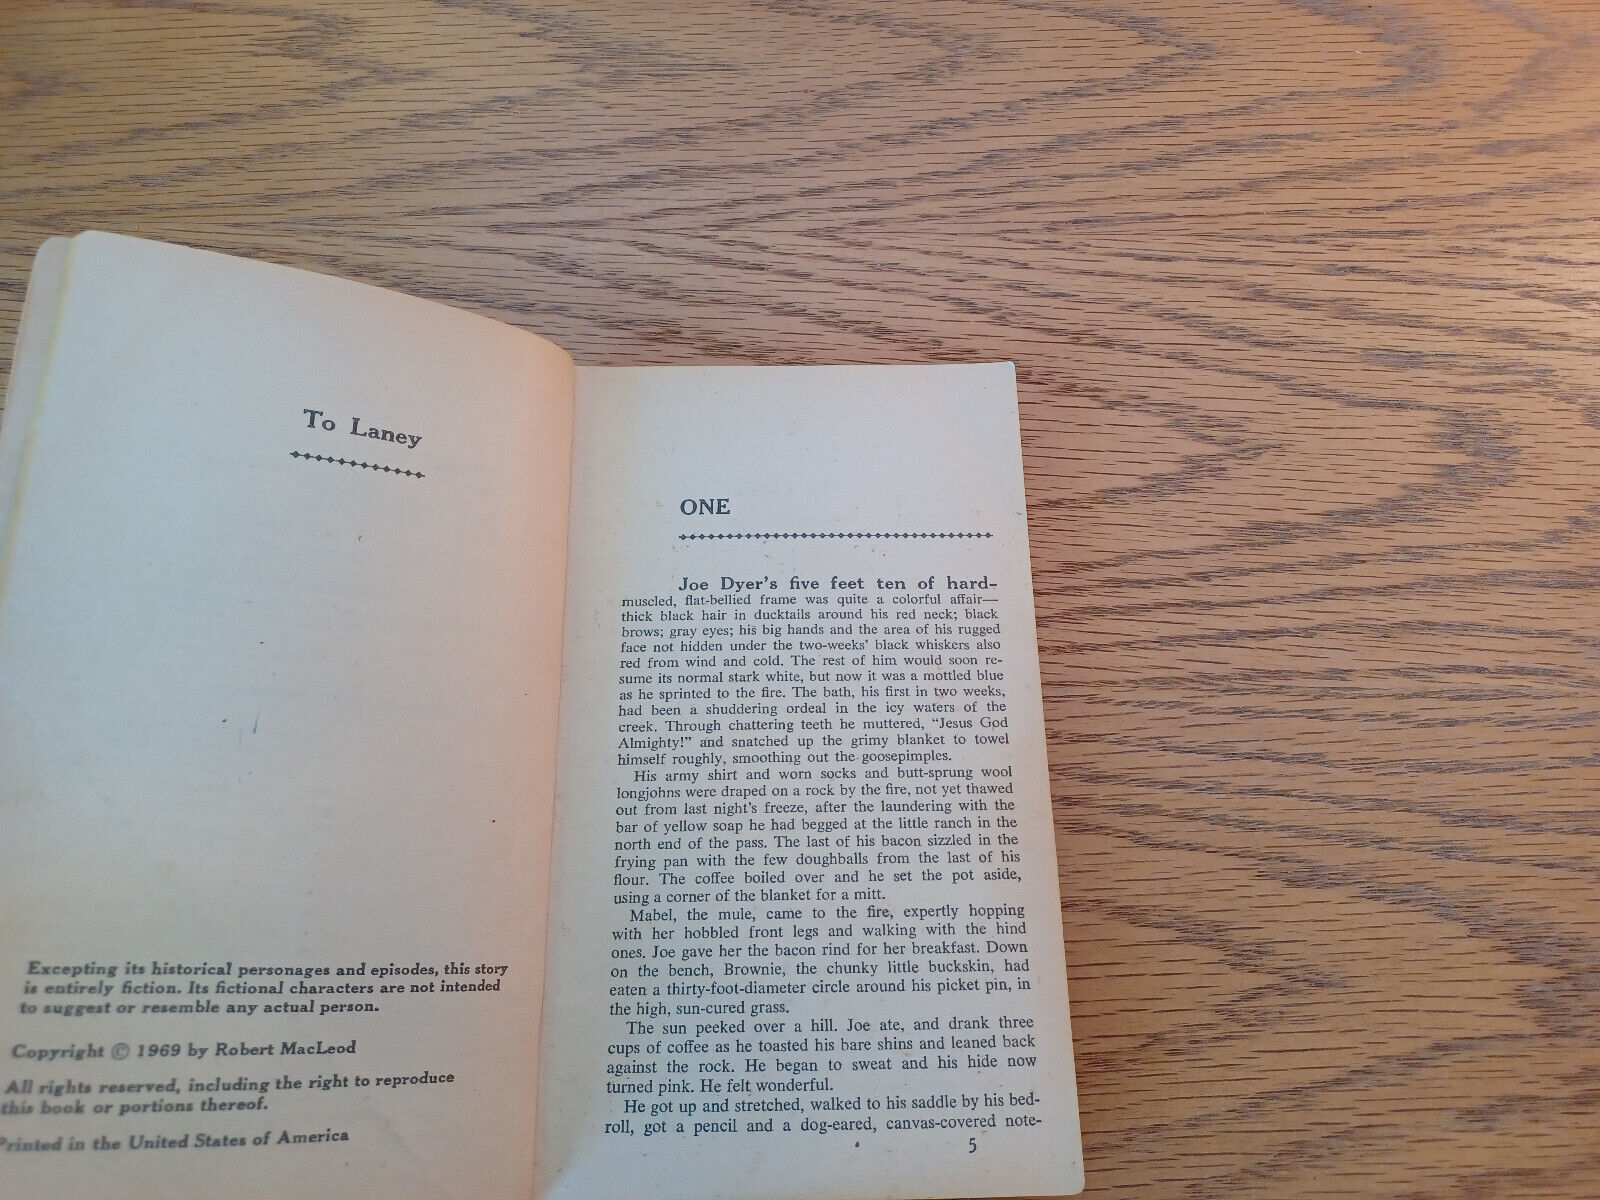 To Laney
Excepting its historical personages and episodes, this story
is entirely fiction. Its fictional characters are not intended
to suggest or resemble any actual person.
Copyright © 1969 by Robert MacLeod
All rights reserved, including the right to reproduce
this book or portions thereof.
Printed in the United States of America
ONE
Joe Dyer's five feet ten of hard-
muscled, flat-bellied frame was quite a colorful affair—
thick black hair in ducktails around his red neck; black
brows; gray eyes; his big hands and the area of his rugged
face not hidden under the two-weeks' black whiskers also
red from wind and cold. The rest of him would soon re-
sume its normal stark white, but now it was a mottled blue
as he sprinted to the fire. The bath, his first in two weeks,
had been a shuddering ordeal in the icy waters of the
creek. Through chattering teeth he muttered, "Jesus God
Almighty!" and snatched up the grimy blanket to towel
himself roughly, smoothing out the goosepimples.
His army shirt and worn socks and butt-sprung wool
longjohns were draped on a rock by the fire, not yet thawed
out from last night's freeze, after the laundering with the
bar of yellow soap he had begged at the little ranch in the
north end of the pass. The last of his bacon sizzled in the
frying pan with the few doughballs from the last of his
flour. The coffee boiled over and he set the pot aside,
using a corner of the blanket for a mitt.
Mabel, the mule, came to the fire, expertly hopping
with her hobbled front legs and walking with the hind
ones. Joe gave her the bacon rind for her breakfast. Down
on the bench, Brownie, the chunky little buckskin, had
eaten a thirty-foot-diameter circle around his picket pin, in
the high, sun-cured grass.
The sun peeked over a hill. Joe ate, and drank three
cups of coffee as he toasted his bare shins and leaned back
against the rock. He began to sweat and his hide now
turned pink. He felt wonderful.
He got up and stretched, walked to his saddle by his bed-
roll, got a pencil and a dog-eared, canvas-covered note-
5